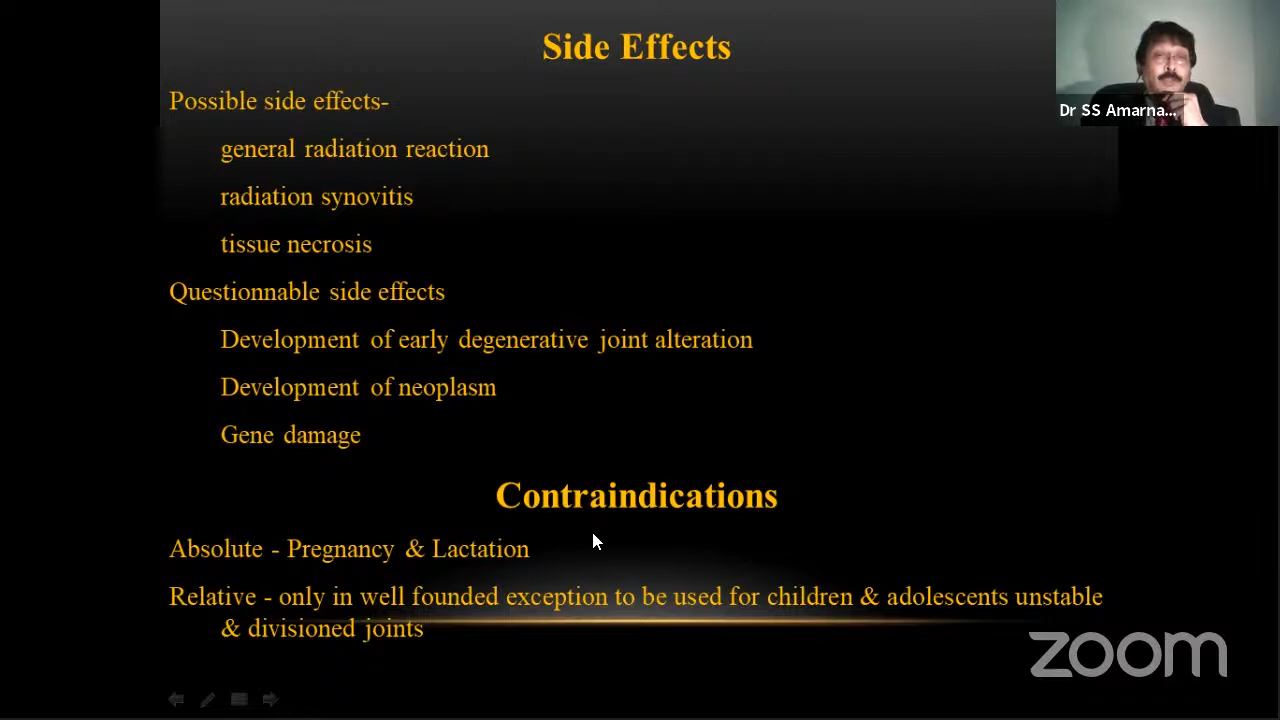 Side Effects
Possible side effects-
general radiation reaction
radiation synovitis
tissue necrosis
Questionnable side effects
Development of early degenerative joint alteration
Development of neoplasm
Gene damage
Contraindications
Absolute - Pregnancy & Lactation
Relative - only in well founded exception to be used for children & adolescents unstable
& divisioned joints
Dr SS Amarna...
zoom